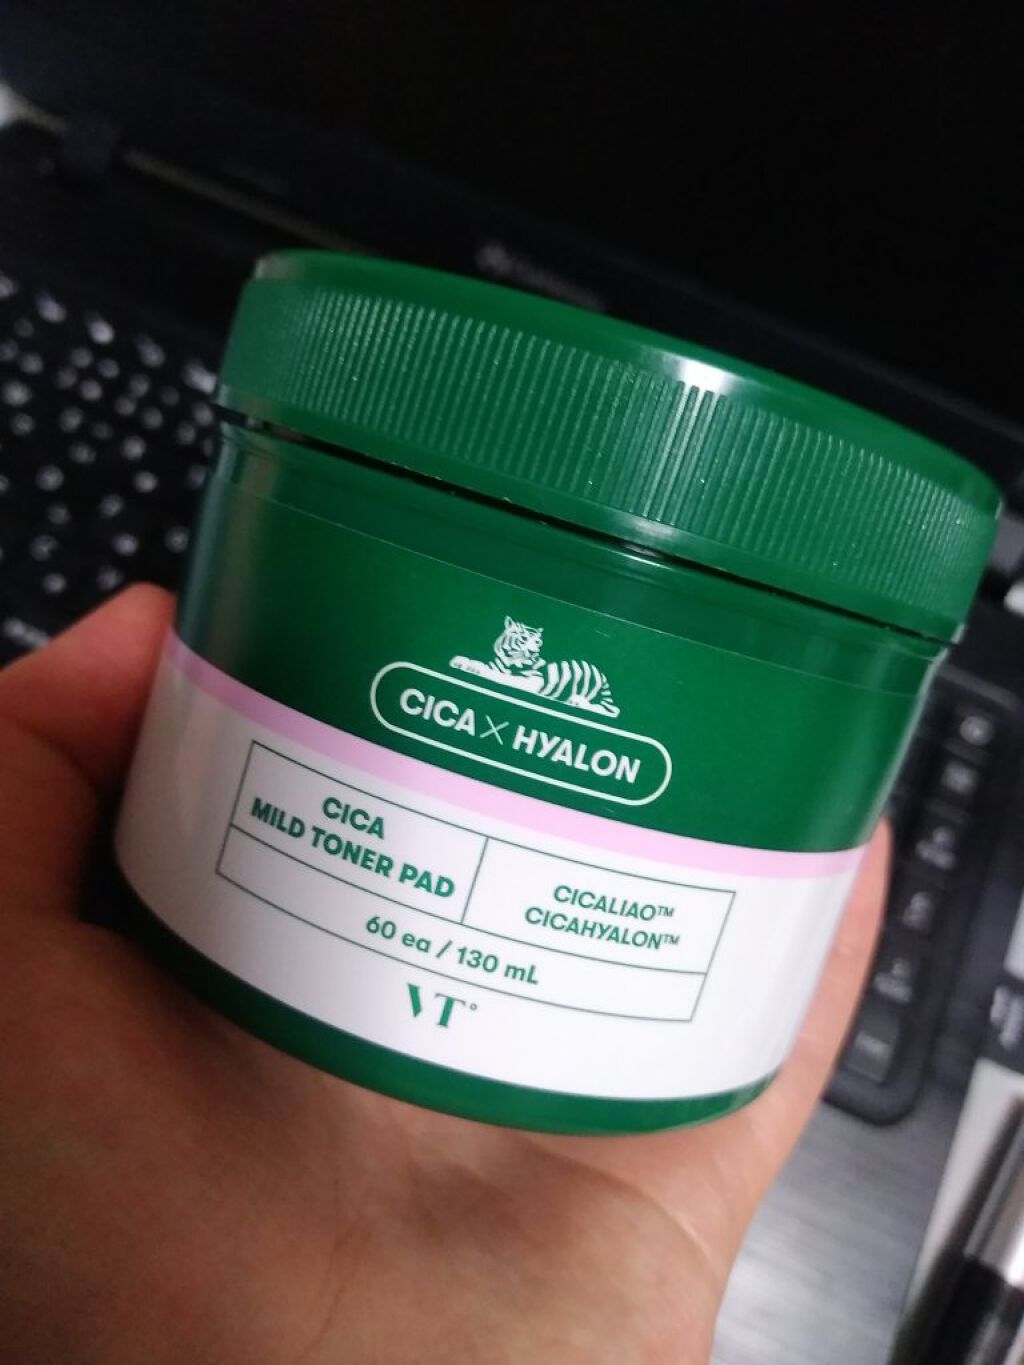 CICA X HYALON
CICA
MILD TONER PAD
CICALIAO™
CICAHYALON™
60 ea / 130 mL
VT°